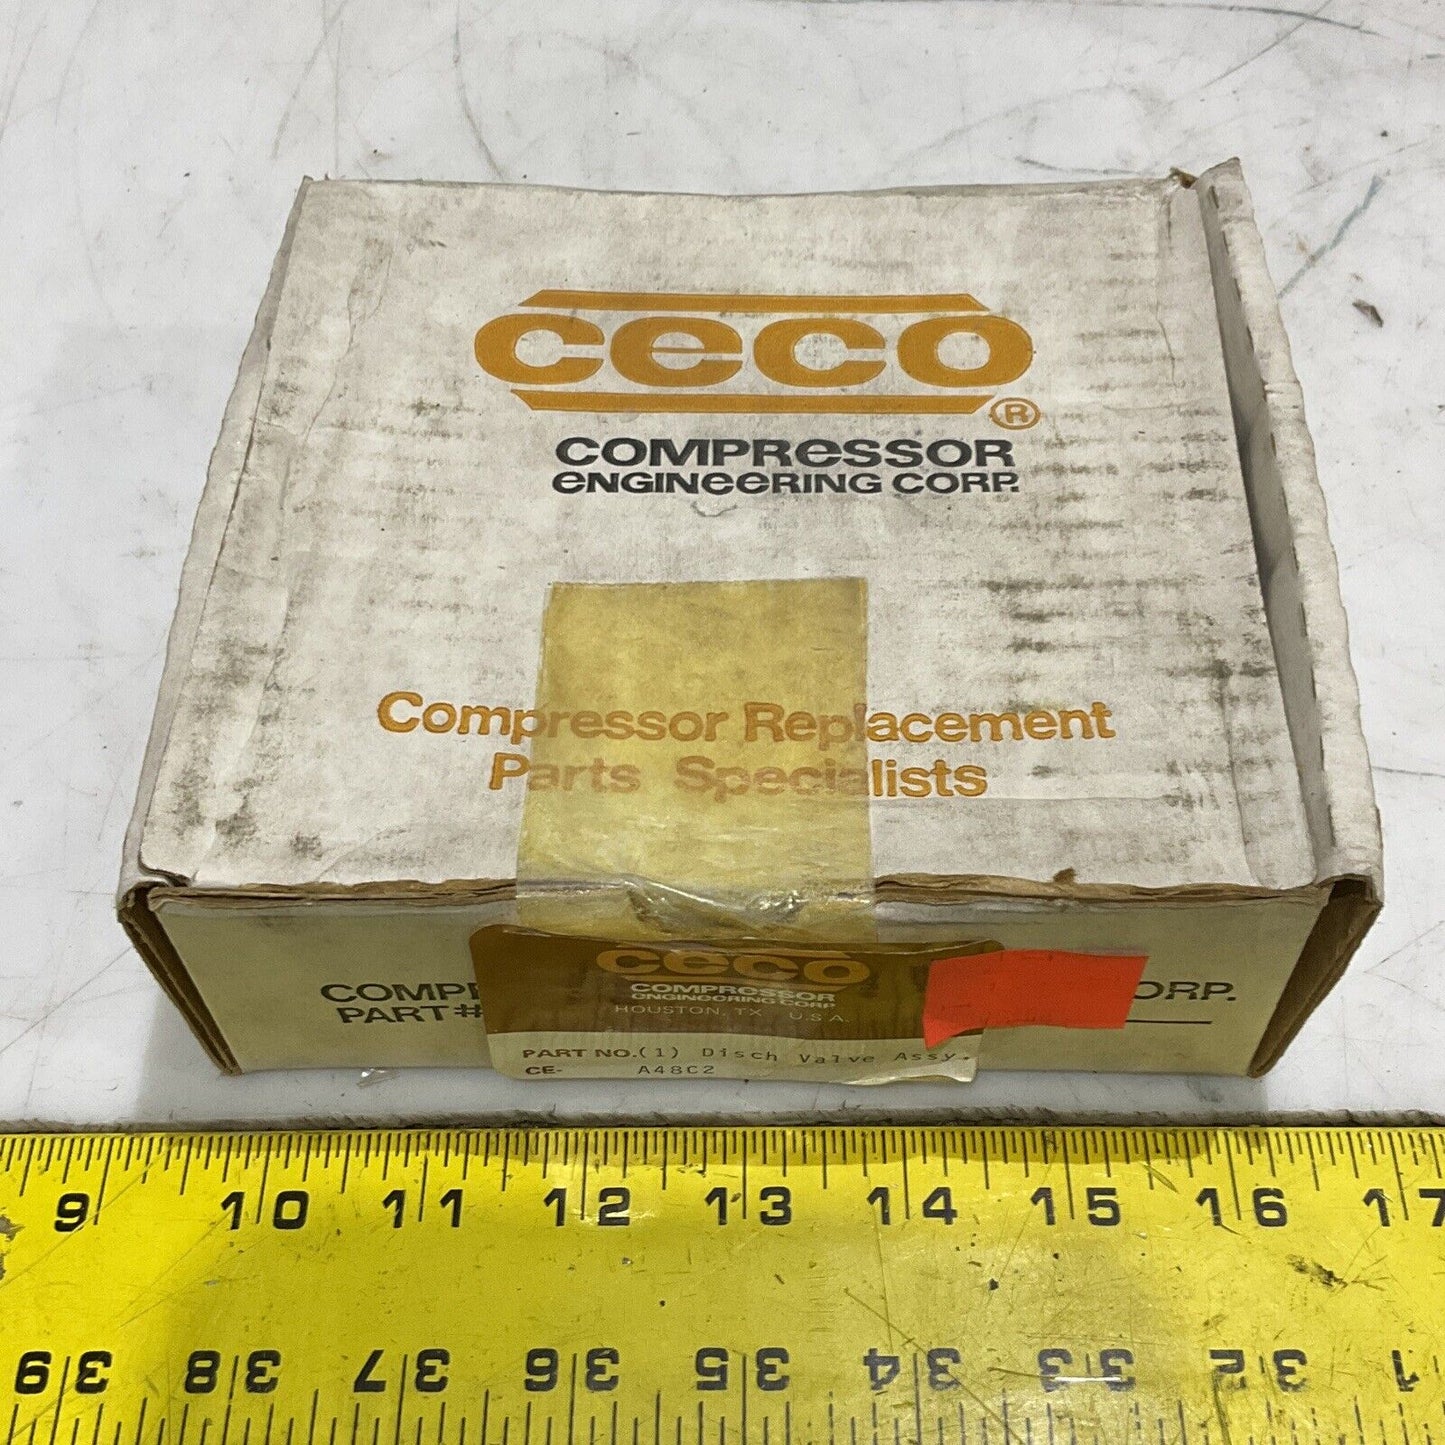 ceco
®
COMPRESSOR
ENGINEERING CORP.
Compressor Replacement
Parts Specialists
ceco
COMPRESSOR
ENGINEERING CORP.
HOUSTON, TX U.S.A.
COMP ORP.
PART#
PART NO. (1) Disch Valve Assy.
CE- A48C2
9 10 11 12 13 14 15 16 17
39 38 37 36 35 34 33 32 31